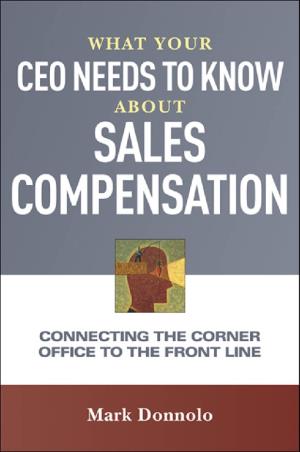 WHAT YOUR
CEO NEEDS TO KNOW
ABOUT
SALES
COMPENSATION
CONNECTING THE CORNER
OFFICE TO THE FRONT LINE
Mark Donnolo